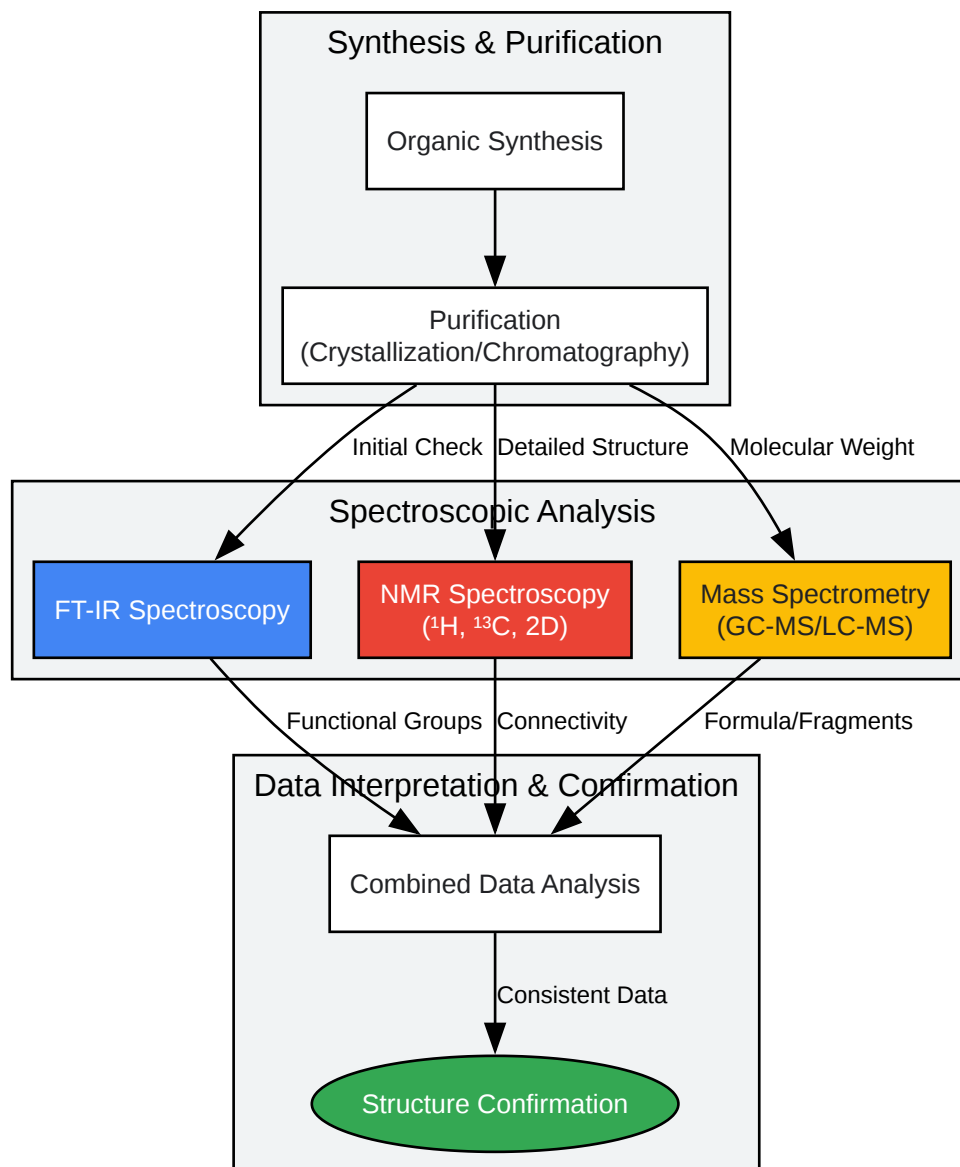 Synthesis & Purification
Organic Synthesis
Purification
(Crystallization/Chromatography)
Initial Check
Detailed Structure
Molecular Weight
Spectroscopic Analysis
FT-IR Spectroscopy
NMR Spectroscopy
(¹H, ¹³C, 2D)
Mass Spectrometry
(GC-MS/LC-MS)
Functional Groups
Connectivity
Formula/Fragments
Data Interpretation & Confirmation
Combined Data Analysis
Consistent Data
Structure Confirmation